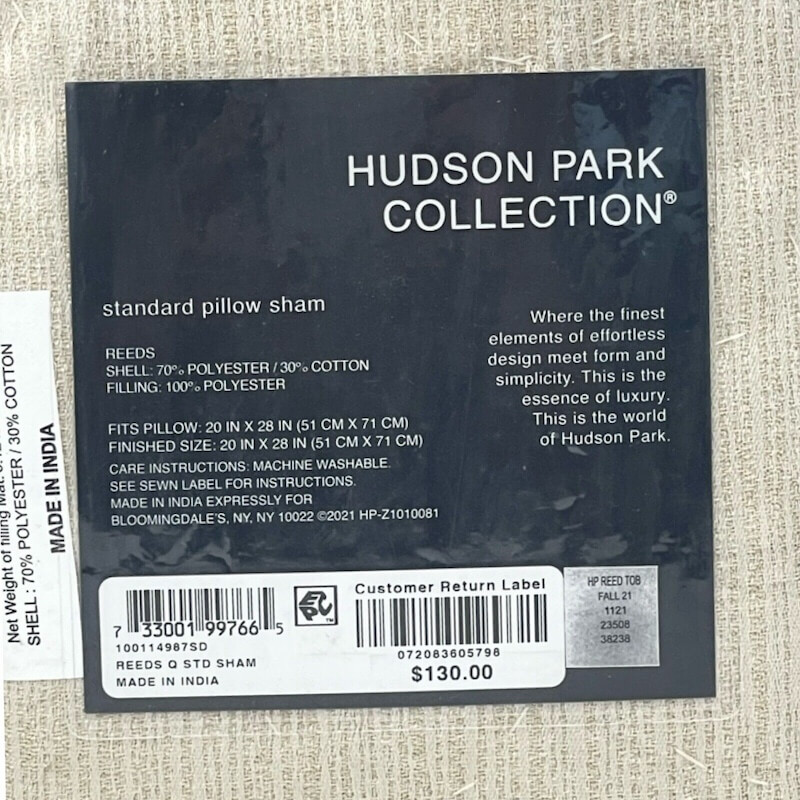 HUDSON PARK
COLLECTION®
standard pillow sham
REEDS
SHELL: 70% POLYESTER / 30% COTTON
FILLING: 100% POLYESTER
FITS PILLOW: 20 IN X 28 IN (51 CM X 71 CM)
FINISHED SIZE: 20 IN X 28 IN (51 CM X 71 CM)
CARE INSTRUCTIONS: MACHINE WASHABLE.
SEE SEWN LABEL FOR INSTRUCTIONS.
MADE IN INDIA EXPRESSLY FOR
BLOOMINGDALE'S, NY, NY 10022 ©2021 HP-Z1010081
Where the finest
elements of effortless
design meet form and
simplicity. This is the
essence of luxury.
This is the world
of Hudson Park.
Net Weight of filling Mat.
SHELL : 70% POLYESTER / 30% COTTON
MADE IN INDIA
7 33001 99766 5
100114987SD
REEDS Q STD SHAM
MADE IN INDIA
EPC™
Customer Return Label
072083605798
$130.00
HP REED TOB
FALL 21
1121
23508
38238